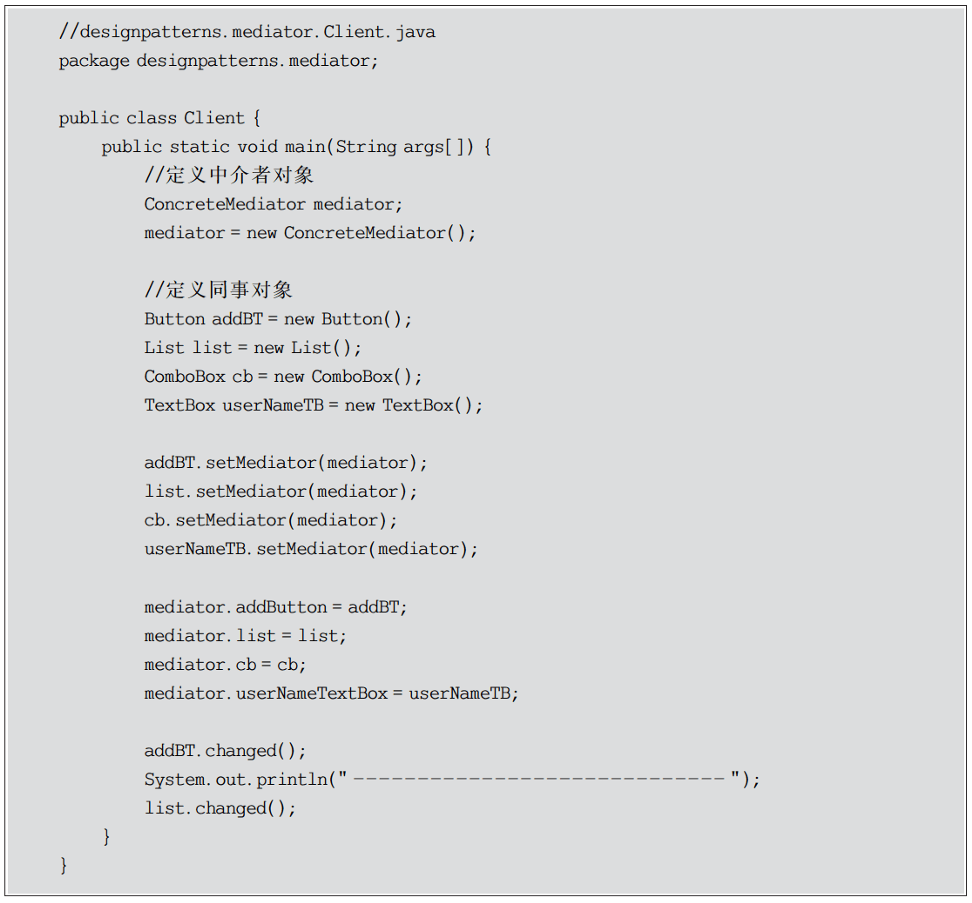 //designpatterns.mediator.Client.java
package designpatterns.mediator;

public class Client {
    public static void main(String args[]) {
        //定义中介者对象
        ConcreteMediator mediator;
        mediator = new ConcreteMediator();

        //定义同事对象
        Button addBT = new Button();
        List list = new List();
        ComboBox cb = new ComboBox();
        TextBox userNameTB = new TextBox();

        addBT.setMediator(mediator);
        list.setMediator(mediator);
        cb.setMediator(mediator);
        userNameTB.setMediator(mediator);

        mediator.addButton = addBT;
        mediator.list = list;
        mediator.cb = cb;
        mediator.userNameTextBox = userNameTB;

        addBT.changed();
        System.out.println("-----------------------------");
        list.changed();
    }
}